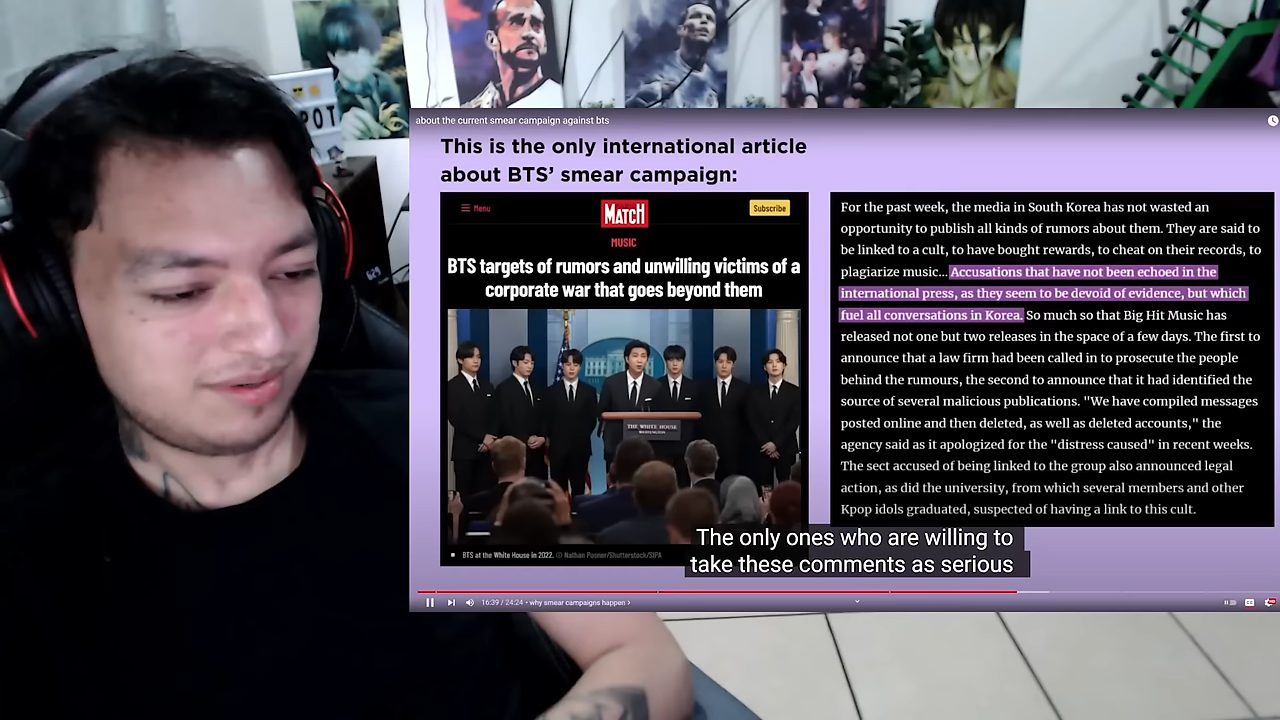 POT
about the current smear campaign against bts
This is the only international article
about BTS’ smear campaign:
Menu
MATCH
Subscribe
MUSIC
BTS targets of rumors and unwilling victims of a
corporate war that goes beyond them
THE WHITE HOUSE
WASHINGTON
BTS at the White House in 2022. © Nathan Posner/Shutterstock/SIPA
For the past week, the media in South Korea has not wasted an
opportunity to publish all kinds of rumors about them. They are said to
be linked to a cult, to have bought rewards, to cheat on their records, to
plagiarize music... Accusations that have not been echoed in the
international press, as they seem to be devoid of evidence, but which
fuel all conversations in Korea. So much so that Big Hit Music has
released not one but two releases in the space of a few days. The first to
announce that a law firm had been called in to prosecute the people
behind the rumours, the second to announce that it had identified the
source of several malicious publications. "We have compiled messages
posted online and then deleted, as well as deleted accounts," the
agency said as it apologized for the "distress caused" in recent weeks.
The sect accused of being linked to the group also announced legal
action, as did the university, from which several members and other
Kpop idols graduated, suspected of having a link to this cult.
The only ones who are willing to
take these comments as serious
16:39 / 24:24 • why smear campaigns happen >